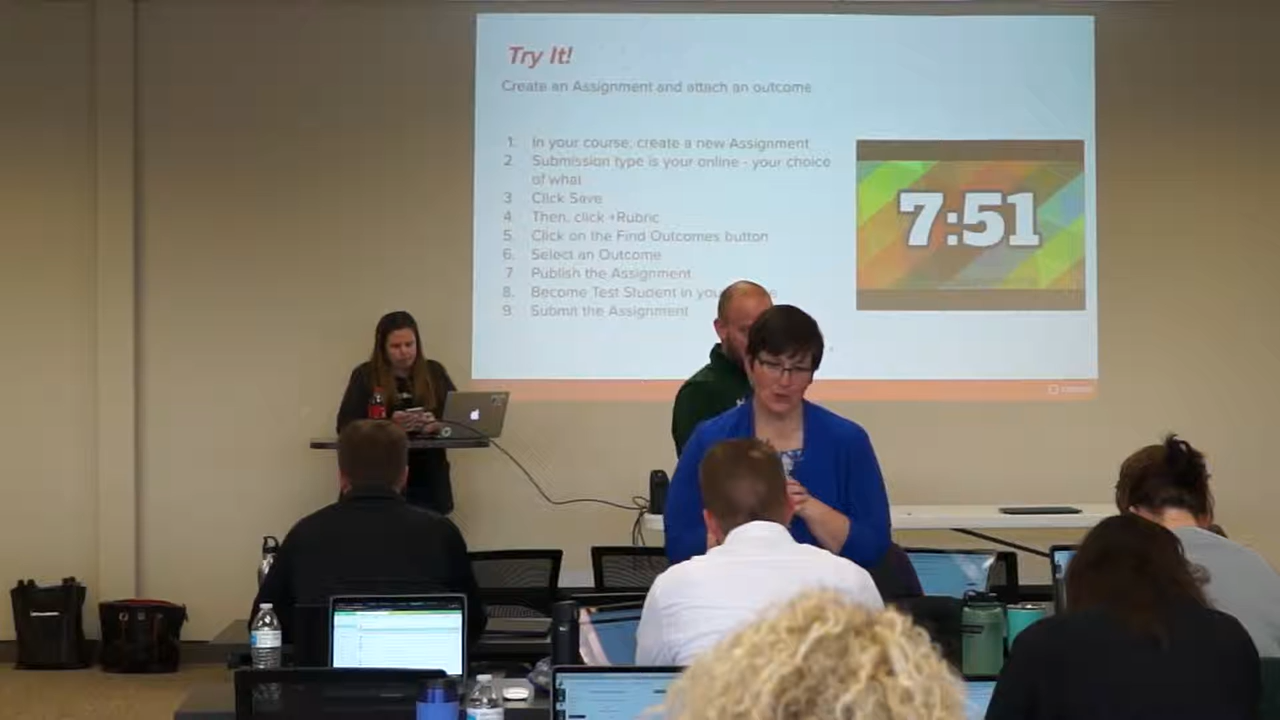 Try It!
Create an Assignment and attach an outcome
1. In your course, create a new Assignment
2. Submission type is your online - your choice
of what
3. Click Save
4. Then, click +Rubric
5. Click on the Find Outcomes button
6. Select an Outcome
7. Publish the Assignment
8. Become Test Student in
9. Submit the Assignment
7:51